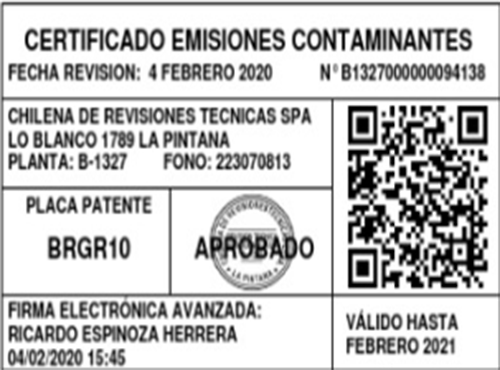 CERTIFICADO EMISIONES CONTAMINANTES
FECHA REVISION: 4 FEBRERO 2020 N° B1327000000094138
CHILENA DE REVISIONES TECNICAS SPA
LO BLANCO 1789 LA PINTANA
PLANTA: B-1327 FONO: 223070813
PLACA PATENTE
BRGR10
APROBADO
LA PINTANA
FIRMA ELECTRÓNICA AVANZADA:
RICARDO ESPINOZA HERRERA
04/02/2020 15:45
VÁLIDO HASTA
FEBRERO 2021